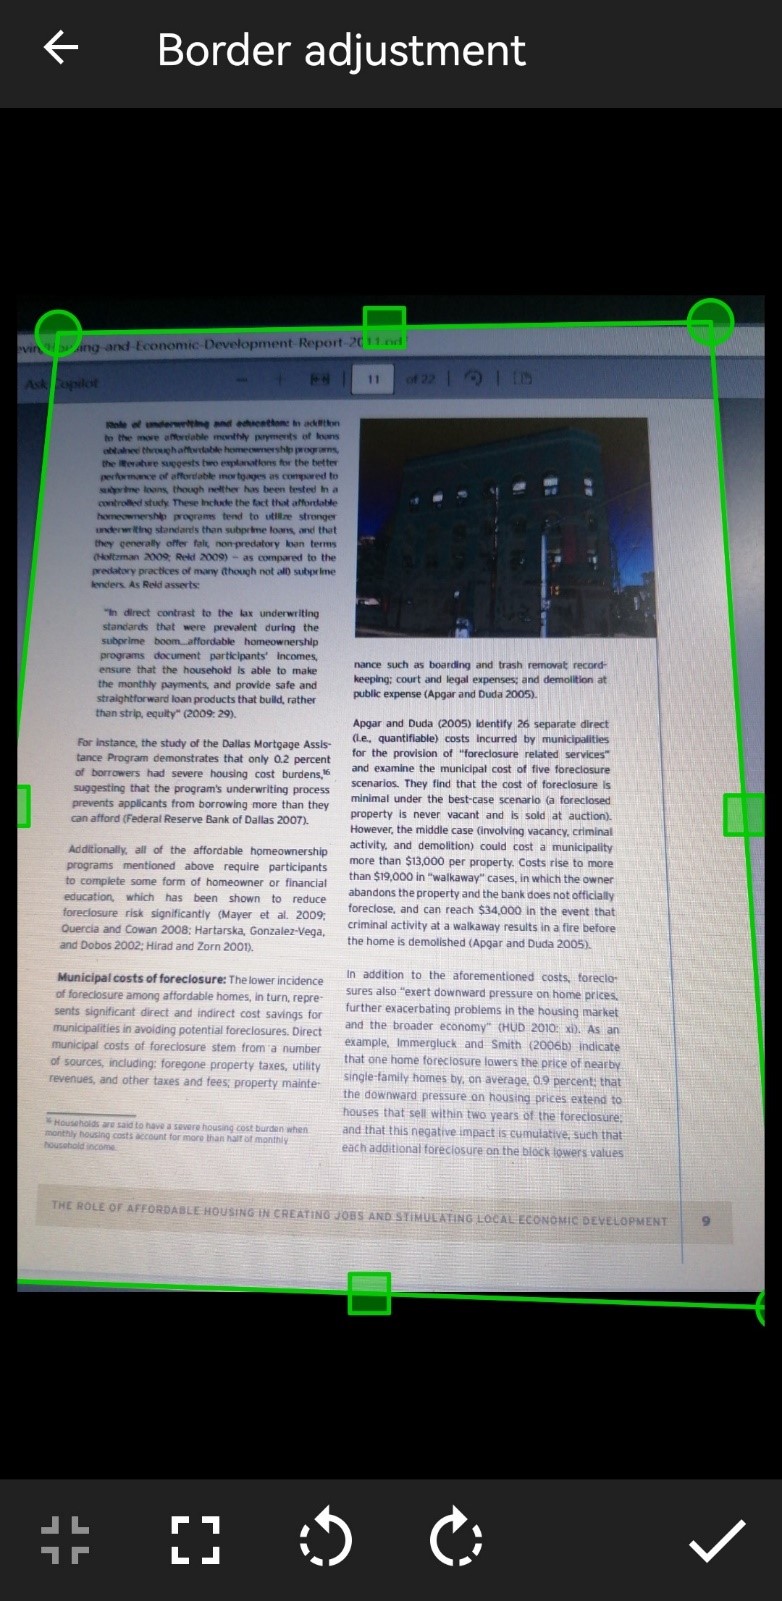 Border adjustment
ing-and-Economic-Development-Report-2011.pdf
Ask Copilot
11 of 22
Role of underwriting and education: In addition
to the more affordable monthly payments of loans
obtained through affordable homeownership programs,
the literature suggests two explanations for the better
performance of affordable mortgages as compared to
subprime loans, though neither has been tested in a
controlled study. These include the fact that affordable
homeownership programs tend to utilize stronger
underwriting standards than subprime loans, and that
they generally offer fair, non-predatory loan terms
(Holtzman 2009; Reid 2009) – as compared to the
predatory practices of many (though not all) subprime
lenders. As Reid asserts:
"In direct contrast to the lax underwriting
standards that were prevalent during the
subprime boom...affordable homeownership
programs document participants' incomes,
ensure that the household is able to make
the monthly payments, and provide safe and
straightforward loan products that build, rather
than strip, equity" (2009: 29).
For instance, the study of the Dallas Mortgage Assis-
tance Program demonstrates that only 0.2 percent
of borrowers had severe housing cost burdens,16
suggesting that the program's underwriting process
prevents applicants from borrowing more than they
can afford (Federal Reserve Bank of Dallas 2007).
Additionally, all of the affordable homeownership
programs mentioned above require participants
to complete some form of homeowner or financial
education, which has been shown to reduce
foreclosure risk significantly (Mayer et al. 2009;
Quercia and Cowan 2008; Hartarska, Gonzalez-Vega,
and Dobos 2002; Hirad and Zorn 2001).
Municipal costs of foreclosure: The lower incidence
of foreclosure among affordable homes, in turn, repre-
sents significant direct and indirect cost savings for
municipalities in avoiding potential foreclosures. Direct
municipal costs of foreclosure stem from a number
of sources, including: foregone property taxes, utility
revenues, and other taxes and fees; property mainte-
16 Households are said to have a severe housing cost burden when
monthly housing costs account for more than half of monthly
household income.
nance such as boarding and trash removal; record-
keeping; court and legal expenses; and demolition at
public expense (Apgar and Duda 2005).
Apgar and Duda (2005) identify 26 separate direct
(i.e., quantifiable) costs incurred by municipalities
for the provision of "foreclosure related services"
and examine the municipal cost of five foreclosure
scenarios. They find that the cost of foreclosure is
minimal under the best-case scenario (a foreclosed
property is never vacant and is sold at auction).
However, the middle case (involving vacancy, criminal
activity, and demolition) could cost a municipality
more than $13,000 per property. Costs rise to more
than $19,000 in "walkaway" cases, in which the owner
abandons the property and the bank does not officially
foreclose, and can reach $34,000 in the event that
criminal activity at a walkaway results in a fire before
the home is demolished (Apgar and Duda 2005).
In addition to the aforementioned costs, foreclo-
sures also "exert downward pressure on home prices,
further exacerbating problems in the housing market
and the broader economy" (HUD 2010: xi). As an
example, Immergluck and Smith (2006b) indicate
that one home foreclosure lowers the price of nearby
single-family homes by, on average, 0.9 percent; that
the downward pressure on housing prices extend to
houses that sell within two years of the foreclosure;
and that this negative impact is cumulative, such that
each additional foreclosure on the block lowers values
THE ROLE OF AFFORDABLE HOUSING IN CREATING JOBS AND STIMULATING LOCAL ECONOMIC DEVELOPMENT 9